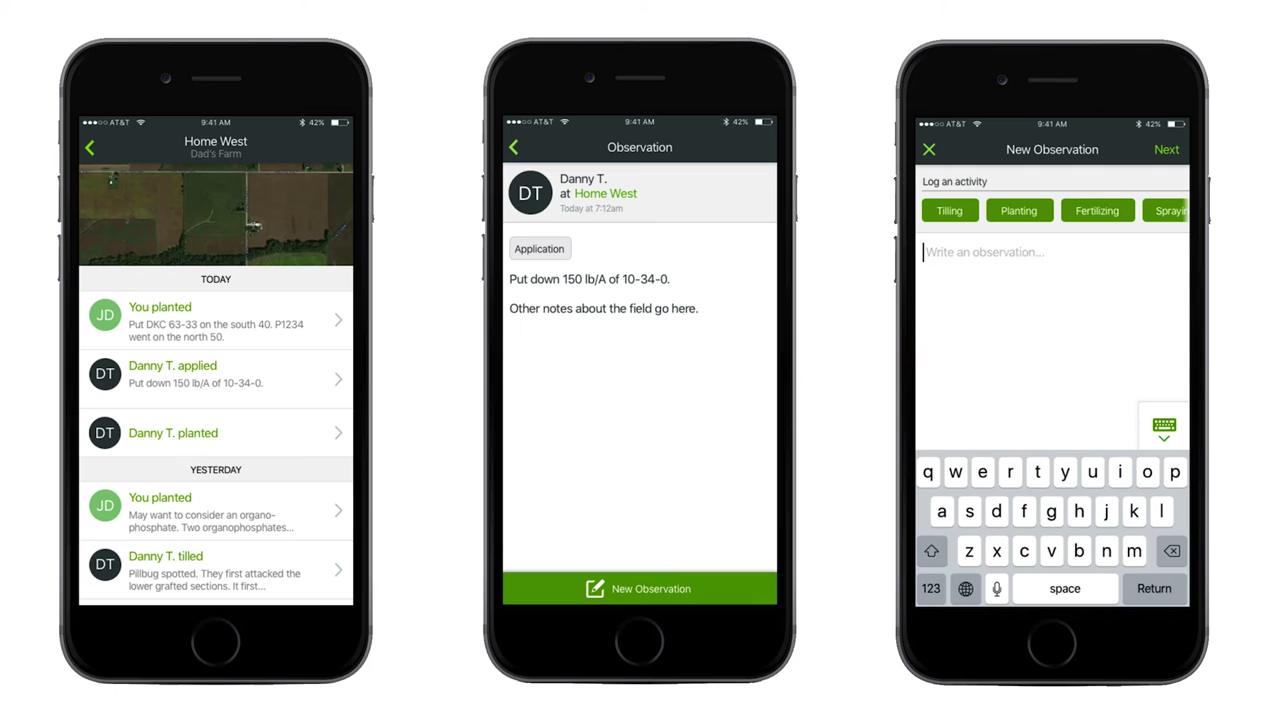 AT&T
9:41 AM
42%
Home West
Dad's Farm
TODAY
JD
You planted
Put DKC 63-33 on the south 40. P1234
went on the north 50.
DT
Danny T. applied
Put down 150 lb/A of 10-34-0.
DT
Danny T. planted
YESTERDAY
JD
You planted
May want to consider an organo-
phosphate. Two organophosphates...
DT
Danny T. tilled
Pillbug spotted. They first attacked the
lower grafted sections. It first...
AT&T
9:41 AM
42%
Observation
DT
Danny T.
at Home West
Today at 7:12am
Application
Put down 150 lb/A of 10-34-0.
Other notes about the field go here.
New Observation
AT&T
9:41 AM
42%
New Observation
Next
Log an activity
Tilling
Planting
Fertilizing
Sprayin
Write an observation...
q w e r t y u i o p
a s d f g h j k l
z x c v b n m
123
space
Return